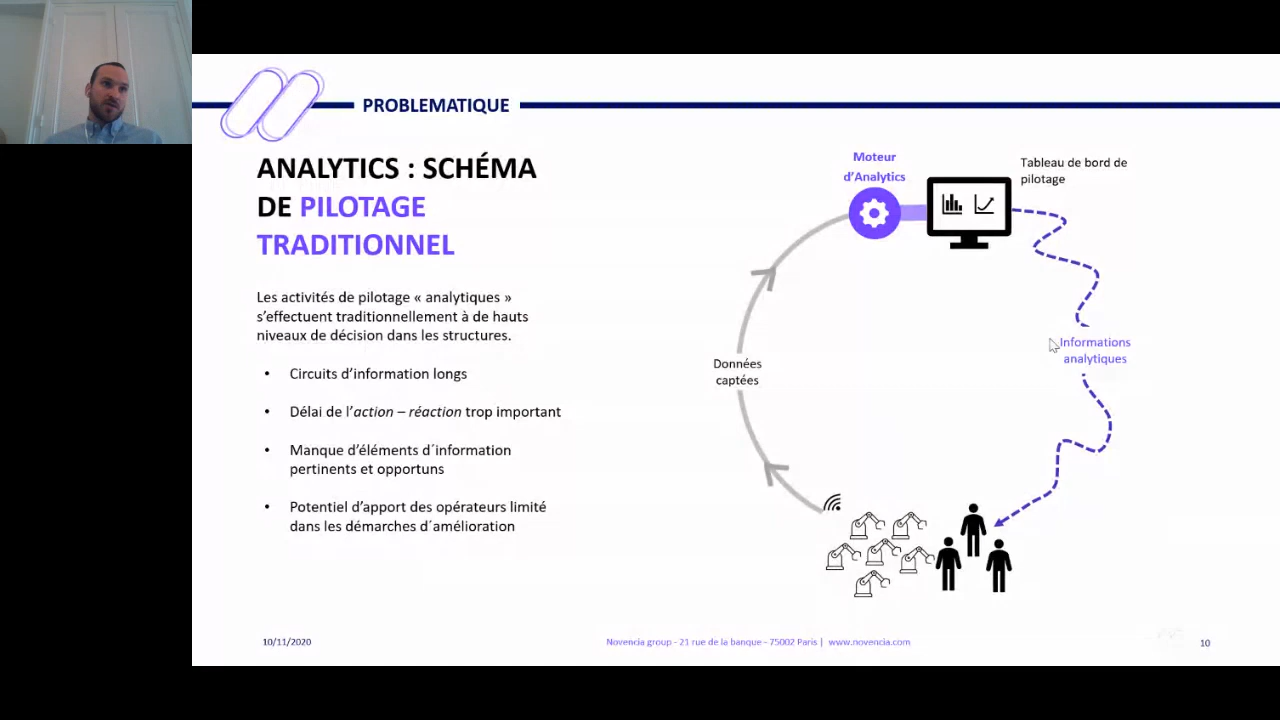 PROBLEMATIQUE
ANALYTICS : SCHÉMA
DE PILOTAGE
TRADITIONNEL
Les activités de pilotage « analytiques »
s’effectuent traditionnellement à de hauts
niveaux de décision dans les structures.
• Circuits d’information longs
• Délai de l’action – réaction trop important
• Manque d’éléments d´information
pertinents et opportuns
• Potentiel d’apport des opérateurs limité
dans les démarches d´amélioration
Moteur
d’Analytics
Tableau de bord de
pilotage
Données
captées
Informations
analytiques
10/11/2020
Novencia group - 21 rue de la banque - 75002 Paris | www.novencia.com
10